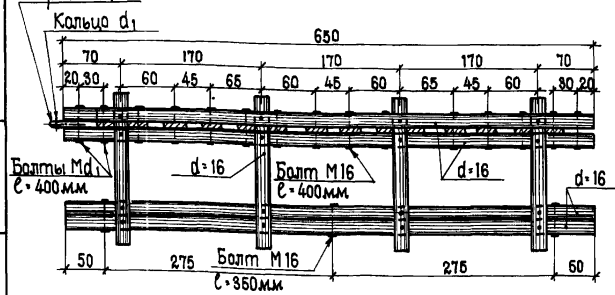 Кольцо d1
650
70 170 170 170 70
20 30 60 45 65 60 45 60 65 45 60 30 20
Болты Md1
ℓ=400мм
d=16
Болт М16
ℓ=400мм
d=16
d=16
50 275 Болт М16 275 60
ℓ=350мм